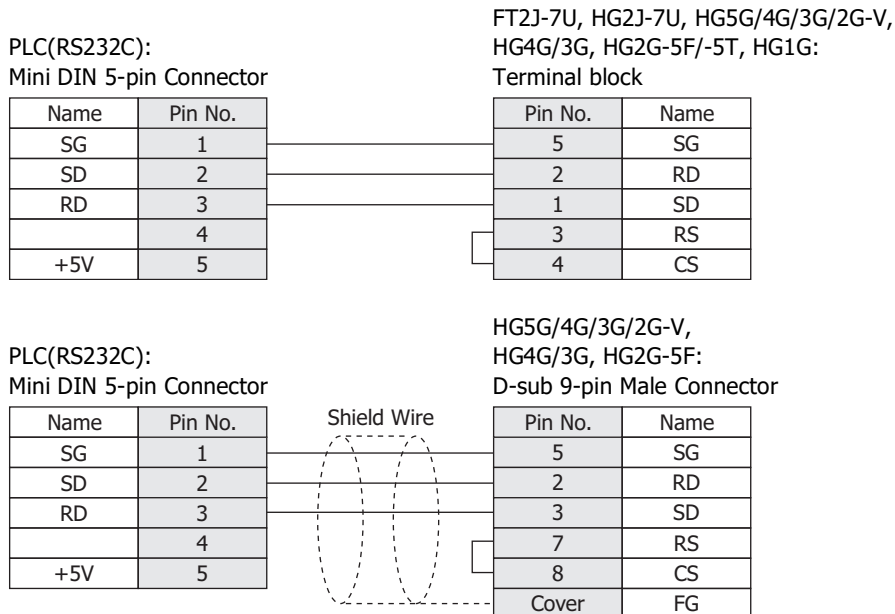 PLC(RS232C):
Mini DIN 5-pin Connector
FT2J-7U, HG2J-7U, HG5G/4G/3G/2G-V,
HG4G/3G, HG2G-5F/-5T, HG1G:
Terminal block
Name Pin No. Pin No. Name
SG 1 5 SG
SD 2 2 RD
RD 3 1 SD
4 3 RS
+5V 5 4 CS
PLC(RS232C):
Mini DIN 5-pin Connector
HG5G/4G/3G/2G-V,
HG4G/3G, HG2G-5F:
D-sub 9-pin Male Connector
Name Pin No. Shield Wire Pin No. Name
SG 1 5 SG
SD 2 2 RD
RD 3 3 SD
4 7 RS
+5V 5 8 CS
Cover FG